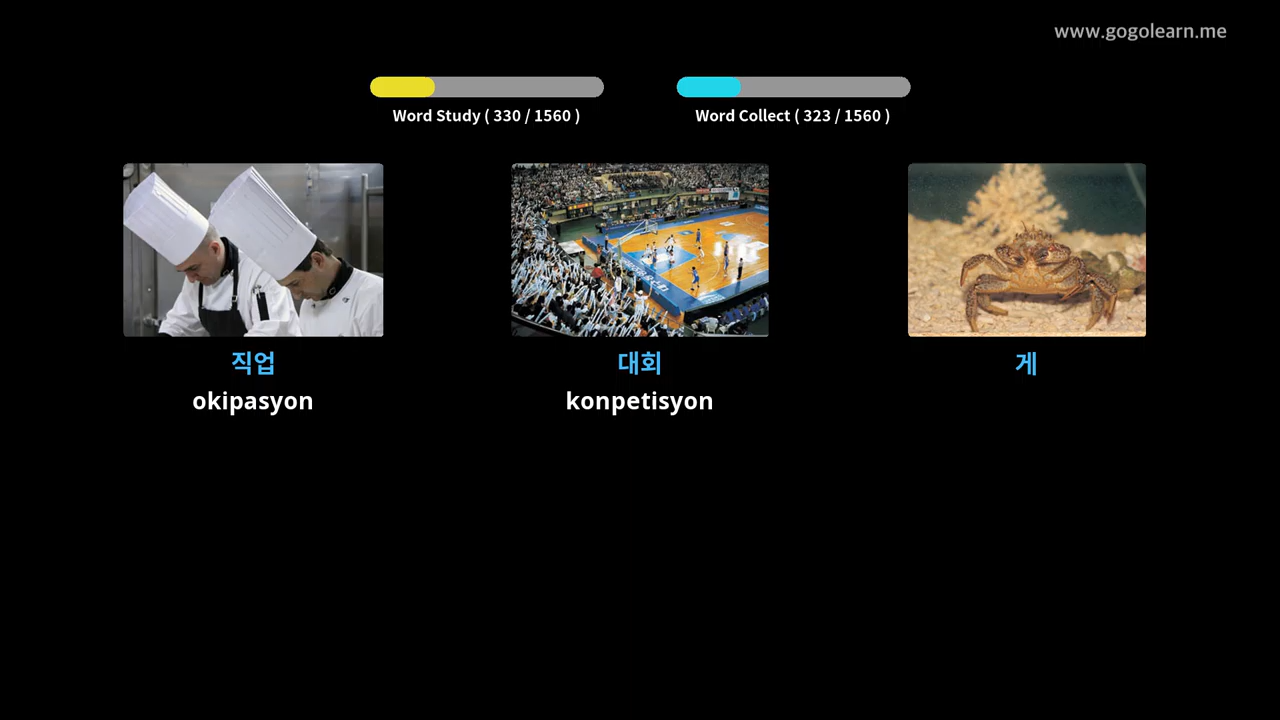 www.gogolearn.me
Word Study ( 330 / 1560 )
Word Collect ( 323 / 1560 )
직업
대회
게
okipasyon
konpetisyon